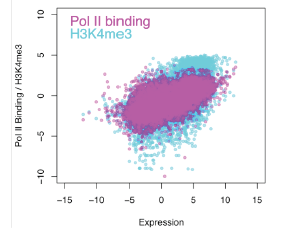 Pol II binding
H3K4me3
Pol II Binding / H3K4me3
10
5
0
−5
−10
−15 −10 −5 0 5 10 15
Expression